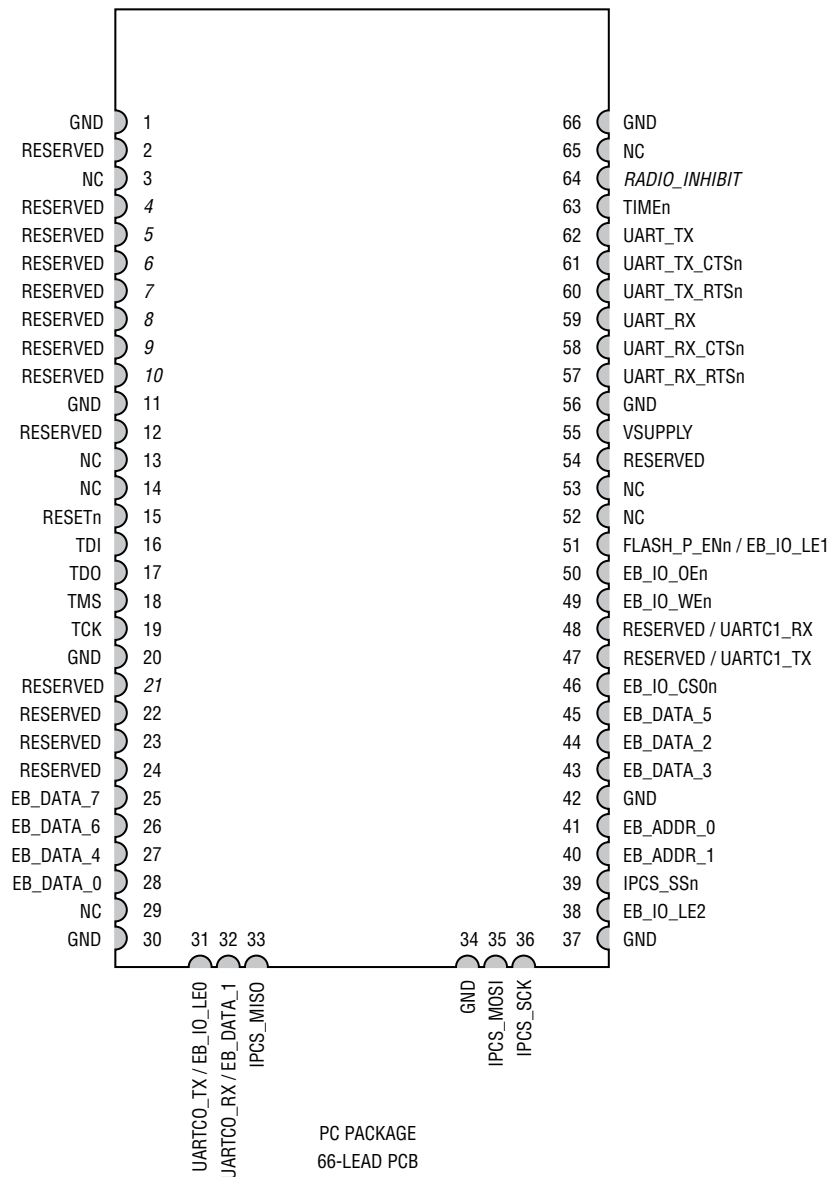 GND 1
RESERVED 2
NC 3
RESERVED 4
RESERVED 5
RESERVED 6
RESERVED 7
RESERVED 8
RESERVED 9
RESERVED 10
GND 11
RESERVED 12
NC 13
NC 14
RESETn 15
TDI 16
TDO 17
TMS 18
TCK 19
GND 20
RESERVED 21
RESERVED 22
RESERVED 23
RESERVED 24
EB_DATA_7 25
EB_DATA_6 26
EB_DATA_4 27
EB_DATA_0 28
NC 29
GND 30
31 UARTCO_TX / EB_IO_LE0
32 UARTCO_RX / EB_DATA_1
33 IPCS_MISO
34 GND
35 IPCS_MOSI
36 IPCS_SCK
66 GND
65 NC
64 RADIO_INHIBIT
63 TIMEn
62 UART_TX
61 UART_TX_CTSn
60 UART_TX_RTSn
59 UART_RX
58 UART_RX_CTSn
57 UART_RX_RTSn
56 GND
55 VSUPPLY
54 RESERVED
53 NC
52 NC
51 FLASH_P_ENn / EB_IO_LE1
50 EB_IO_OEn
49 EB_IO_WEn
48 RESERVED / UARTC1_RX
47 RESERVED / UARTC1_TX
46 EB_IO_CS0n
45 EB_DATA_5
44 EB_DATA_2
43 EB_DATA_3
42 GND
41 EB_ADDR_0
40 EB_ADDR_1
39 IPCS_SSn
38 EB_IO_LE2
37 GND
PC PACKAGE
66-LEAD PCB